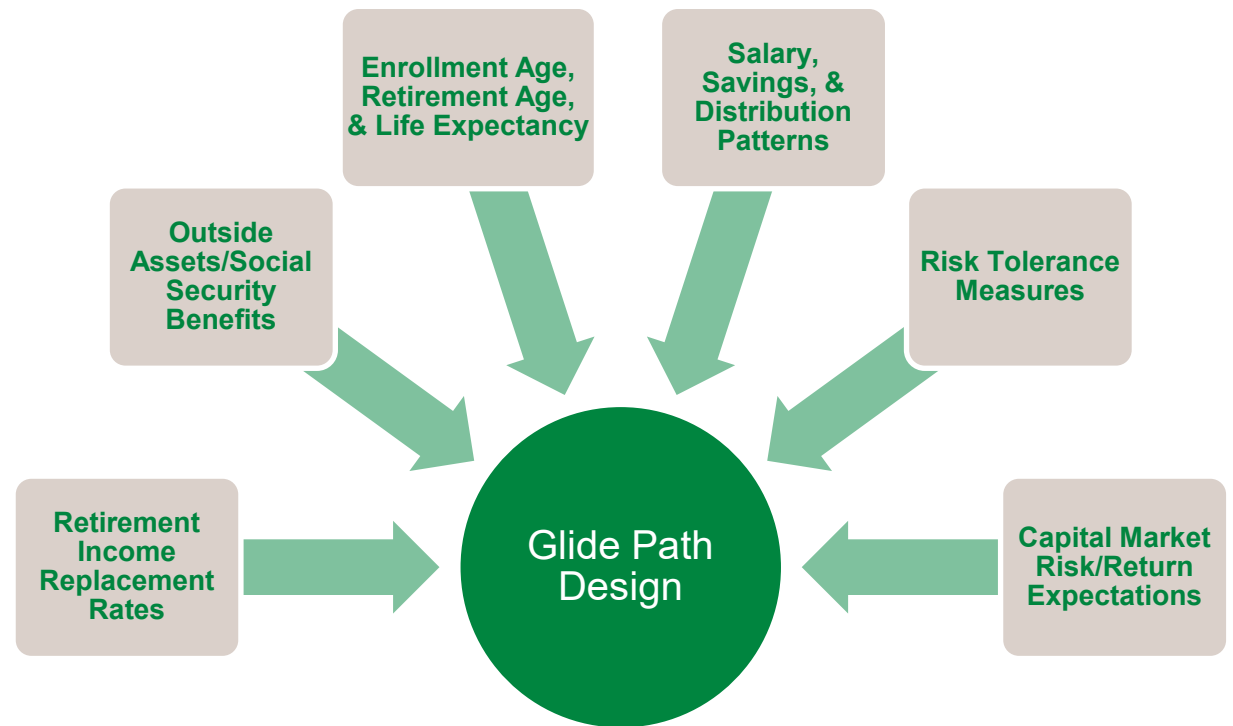 Enrollment Age,
Retirement Age,
& Life Expectancy
Salary,
Savings, &
Distribution
Patterns
Outside
Assets/Social
Security
Benefits
Risk Tolerance
Measures
Retirement
Income
Replacement
Rates
Glide Path
Design
Capital Market
Risk/Return
Expectations